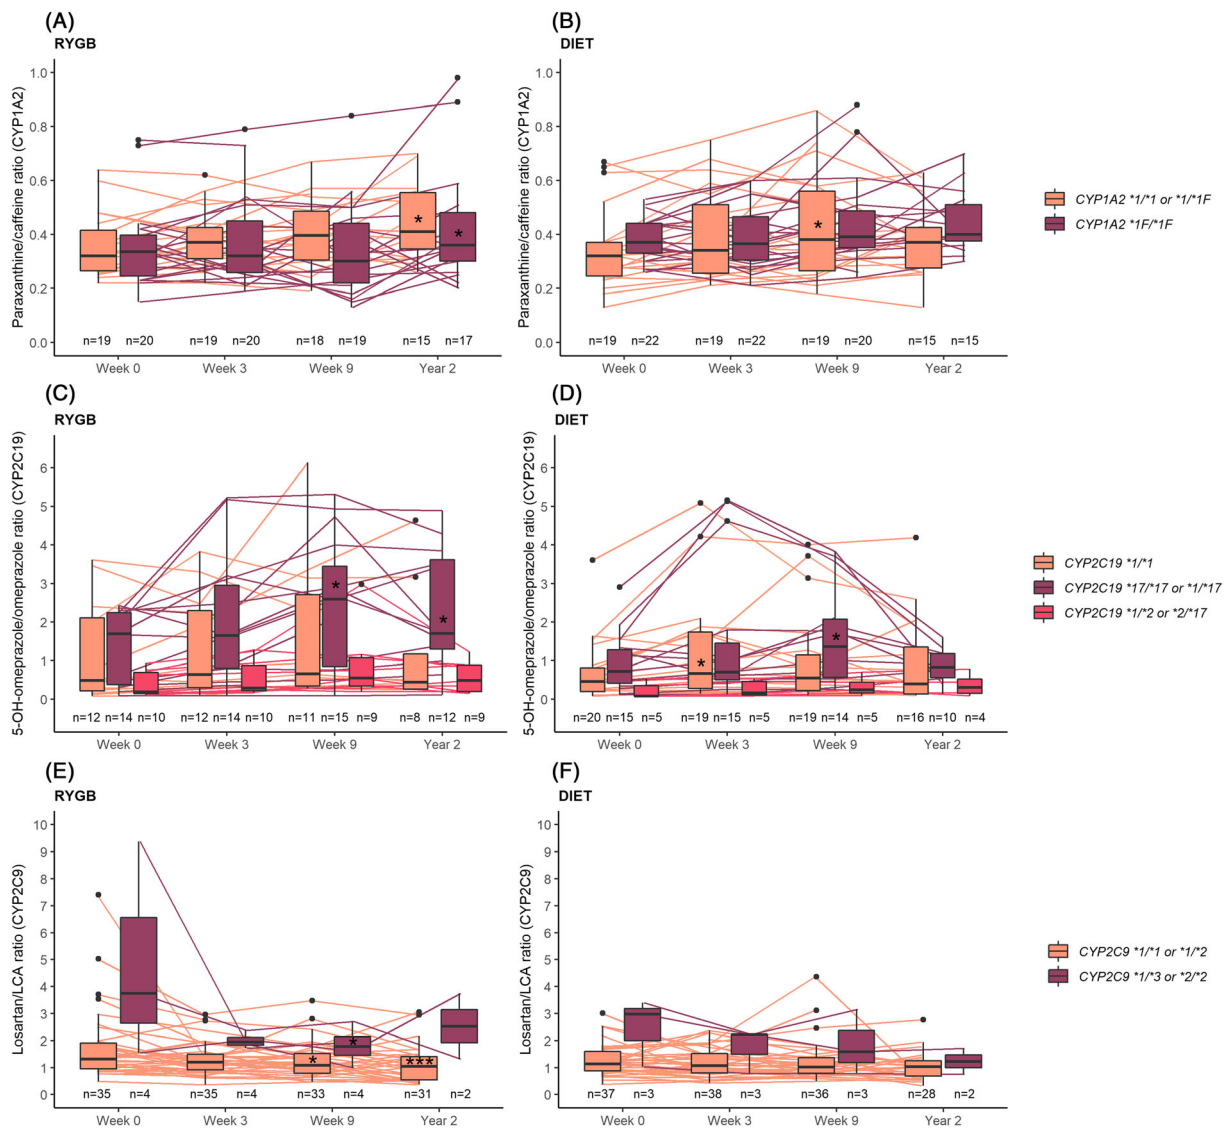 (A)
RYGB
Paraxanthine/caffeine ratio (CYP1A2)
1.0
0.8
0.6
0.4
0.2
0.0
*
*
n=19 n=20 n=19 n=20 n=18 n=19 n=15 n=17
Week 0 Week 3 Week 9 Year 2
(B)
DIET
Paraxanthine/caffeine ratio (CYP1A2)
1.0
0.8
0.6
0.4
0.2
0.0
*
n=19 n=22 n=19 n=22 n=19 n=20 n=15 n=15
Week 0 Week 3 Week 9 Year 2
CYP1A2 *1/*1 or *1/*1F
CYP1A2 *1F/*1F
(C)
RYGB
5-OH-omeprazole/omeprazole ratio (CYP2C19)
6
5
4
3
2
1
0
*
*
n=12 n=14 n=10 n=12 n=14 n=10 n=11 n=15 n=9 n=8 n=12 n=9
Week 0 Week 3 Week 9 Year 2
(D)
DIET
5-OH-omeprazole/omeprazole ratio (CYP2C19)
6
5
4
3
2
1
0
*
*
n=20 n=15 n=5 n=19 n=15 n=5 n=19 n=14 n=5 n=16 n=10 n=4
Week 0 Week 3 Week 9 Year 2
CYP2C19 *1/*1
CYP2C19 *17/*17 or *1/*17
CYP2C19 *1/*2 or *2/*17
(E)
RYGB
Losartan/LCA ratio (CYP2C9)
10
9
8
7
6
5
4
3
2
1
0
*
*
***
n=35 n=4 n=35 n=4 n=33 n=4 n=31 n=2
Week 0 Week 3 Week 9 Year 2
(F)
DIET
Losartan/LCA ratio (CYP2C9)
10
9
8
7
6
5
4
3
2
1
0
n=37 n=3 n=38 n=3 n=36 n=3 n=28 n=2
Week 0 Week 3 Week 9 Year 2
CYP2C9 *1/*1 or *1/*2
CYP2C9 *1/*3 or *2/*2